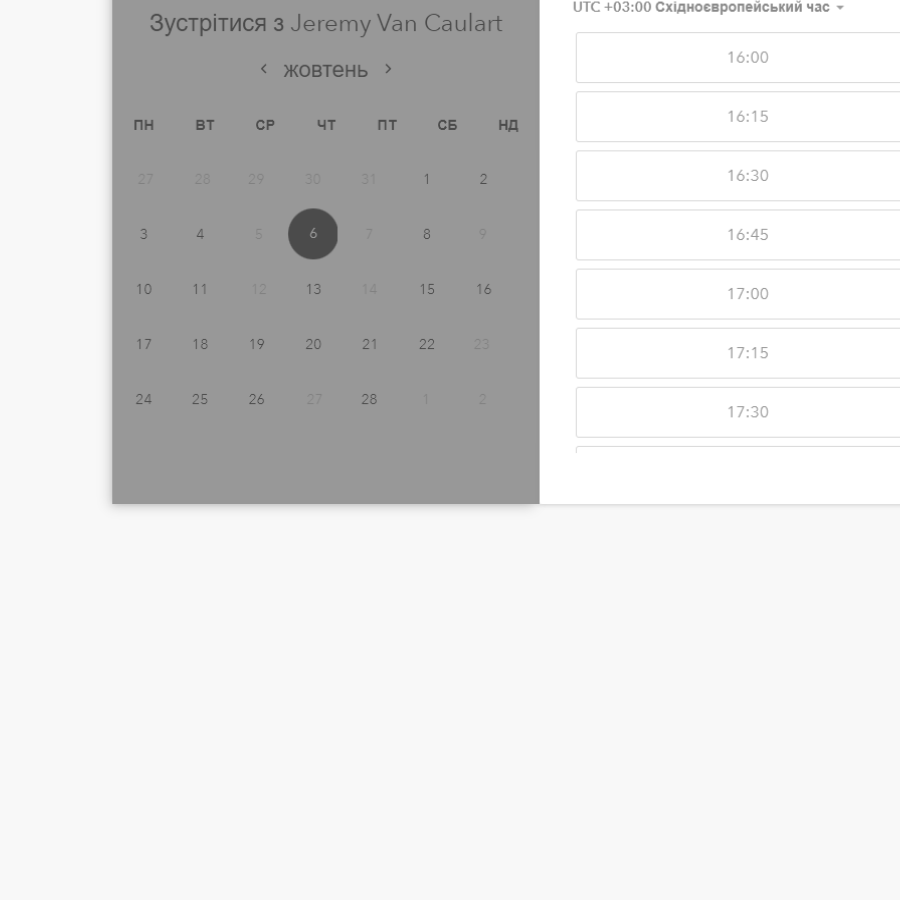 Зустрітися з Jeremy Van Caulart
жовтень
ПН ВТ СР ЧТ ПТ СБ НД
27 28 29 30 31 1 2
3 4 5 6 7 8 9
10 11 12 13 14 15 16
17 18 19 20 21 22 23
24 25 26 27 28 1 2
UTC +03:00 Східноєвропейський час
16:00
16:15
16:30
16:45
17:00
17:15
17:30